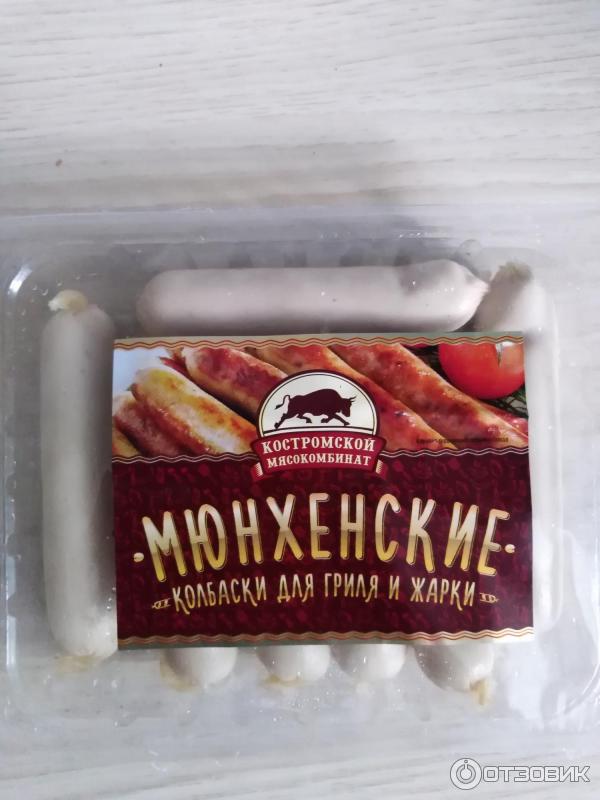 КОСТРОМСКОЙ
МЯСОКОМБИНАТ
·МЮНХЕНСКИЕ·
КОЛБАСКИ ДЛЯ ГРИЛЯ И ЖАРКИ
ОТЗОВИК